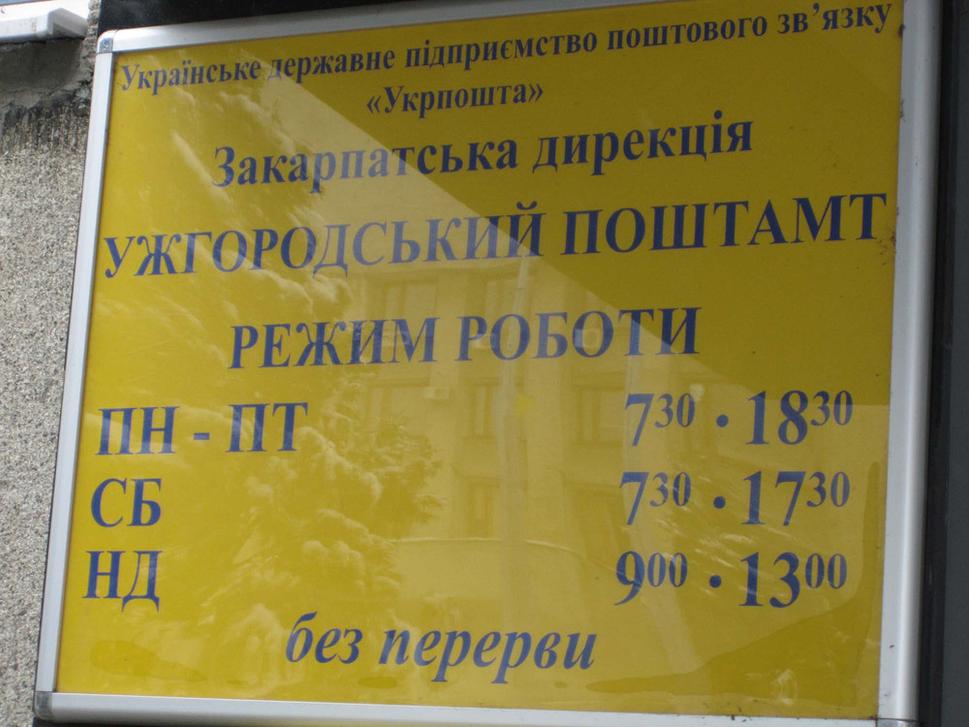 Українське державне підприємство поштового зв’язку
«Укрпошта»
Закарпатська дирекція
УЖГОРОДСЬКИЙ ПОШТАМТ
РЕЖИМ РОБОТИ
ПН - ПТ 7³⁰ · 18³⁰
СБ 7³⁰ · 17³⁰
НД 9⁰⁰ · 13⁰⁰
без перерви